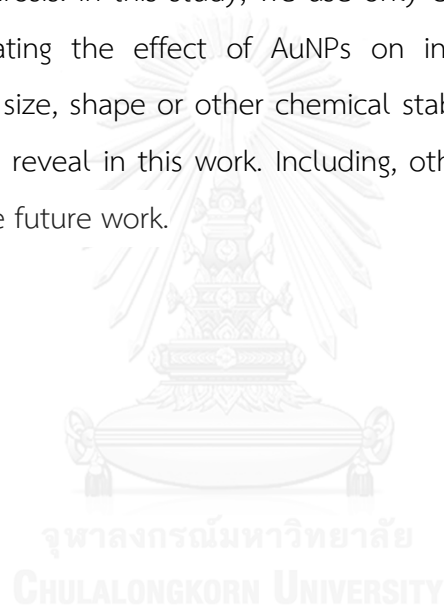 In this study, we use only
ating the effect of AuNPs on in
size, shape or other chemical stab
reveal in this work. Including, oth
e future work.
จุฬาลงกรณ์มหาวิทยาลัย
CHULALONGKORN UNIVERSITY